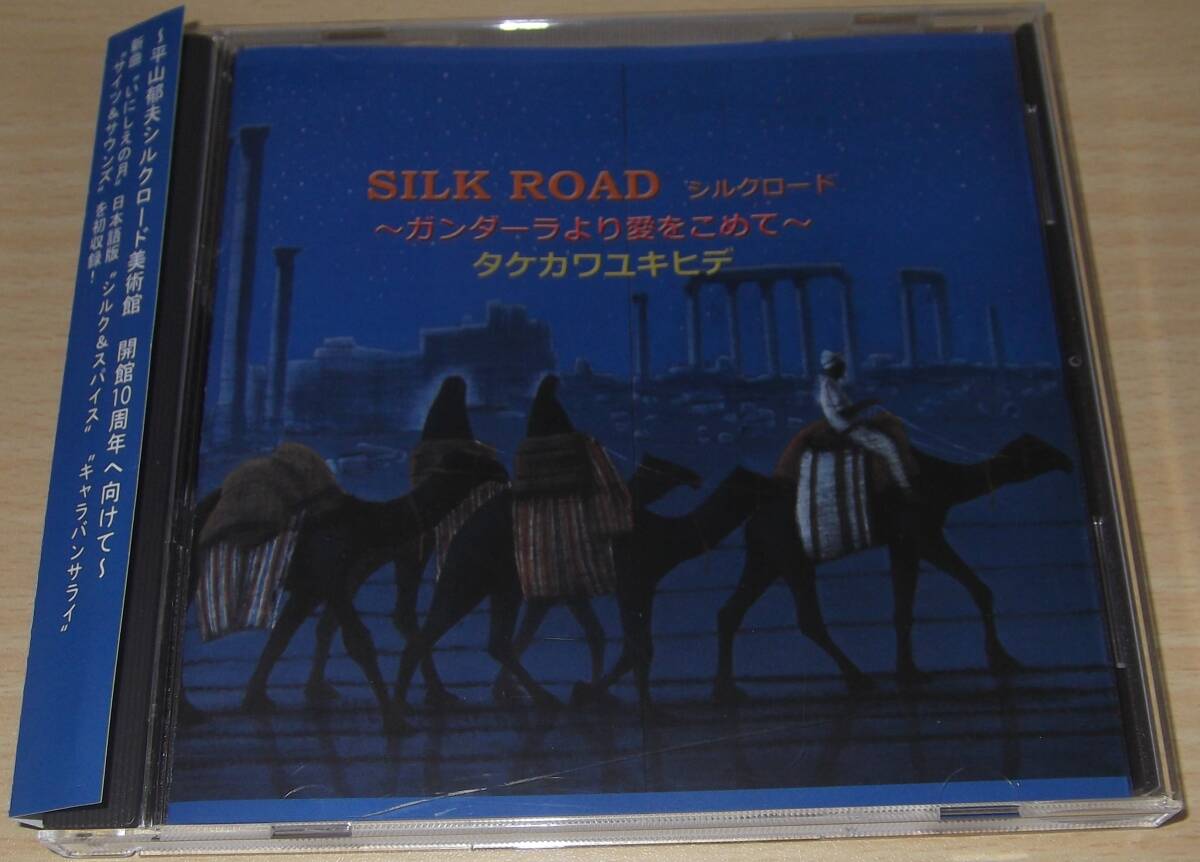 ～平山郁夫シルクロード美術館　開館10周年へ向けて～
新曲“いにしえの月”日本語版“シルク&スパイス”“キャラバンサライ”
“サイツ&サウンズ”を初収録！
SILK ROAD シルクロード
～ガンダーラより愛をこめて～
タケカワユキヒデ